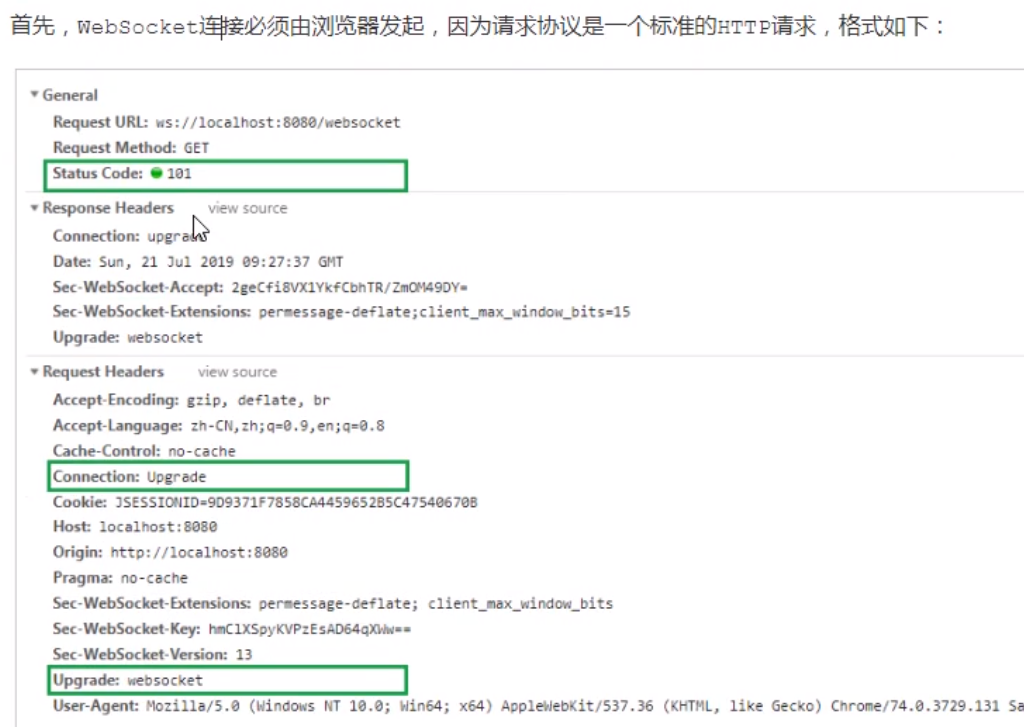 首先，WebSocket连接必须由浏览器发起，因为请求协议是一个标准的HTTP请求，格式如下：
General
Request URL: ws://localhost:8080/websocket
Request Method: GET
Status Code: 101
Response Headers view source
Connection: upgrade
Date: Sun, 21 Jul 2019 09:27:37 GMT
Sec-WebSocket-Accept: 2geCfi8VX1YkfCbhTR/ZmOM49DY=
Sec-WebSocket-Extensions: permessage-deflate;client_max_window_bits=15
Upgrade: websocket
Request Headers view source
Accept-Encoding: gzip, deflate, br
Accept-Language: zh-CN,zh;q=0.9,en;q=0.8
Cache-Control: no-cache
Connection: Upgrade
Cookie: JSESSIONID=9D9371F7858CA4459652B5C47540670B
Host: localhost:8080
Origin: http://localhost:8080
Pragma: no-cache
Sec-WebSocket-Extensions: permessage-deflate; client_max_window_bits
Sec-WebSocket-Key: hmClXSpyKVPzEsAD64qXWw==
Sec-WebSocket-Version: 13
Upgrade: websocket
User-Agent: Mozilla/5.0 (Windows NT 10.0; Win64; x64) AppleWebKit/537.36 (KHTML, like Gecko) Chrome/74.0.3729.131 Sa